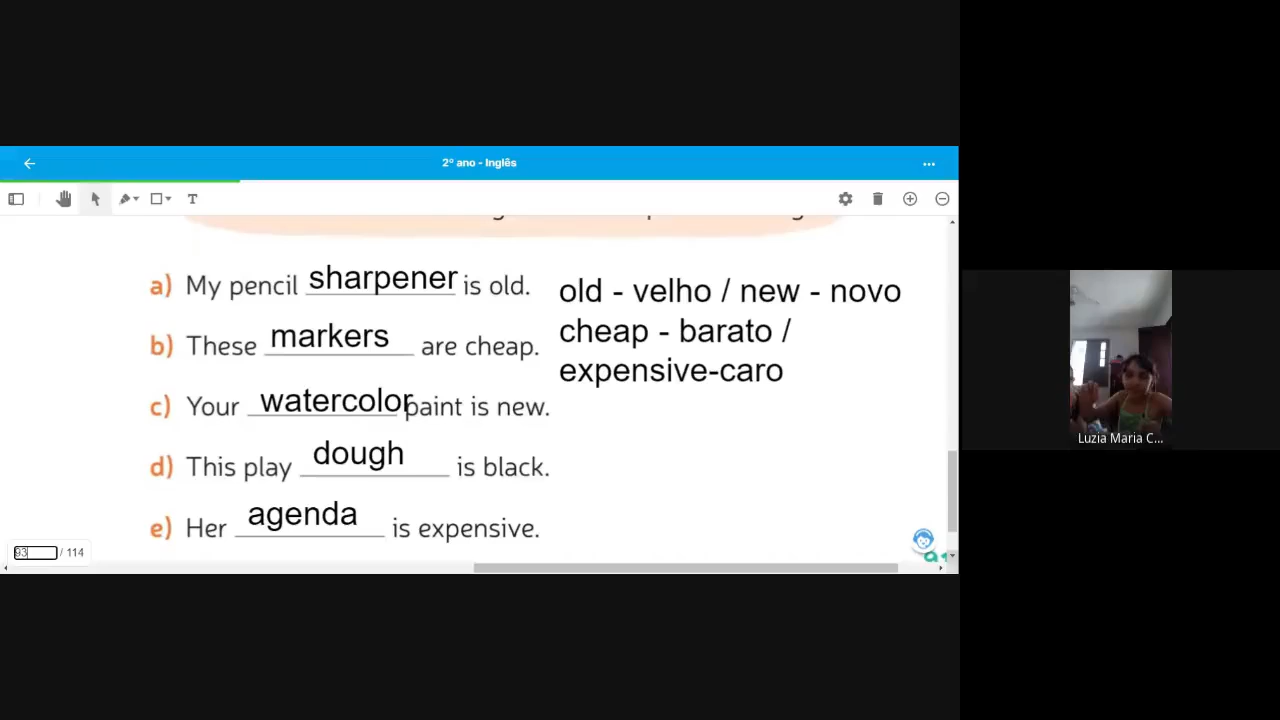 2º ano - Inglês
a) My pencil sharpener is old.
old - velho / new - novo
b) These markers are cheap.
cheap - barato /
expensive-caro
c) Your watercolor paint is new.
d) This play dough is black.
e) Her agenda is expensive.
93 / 114
Luzia Maria C...